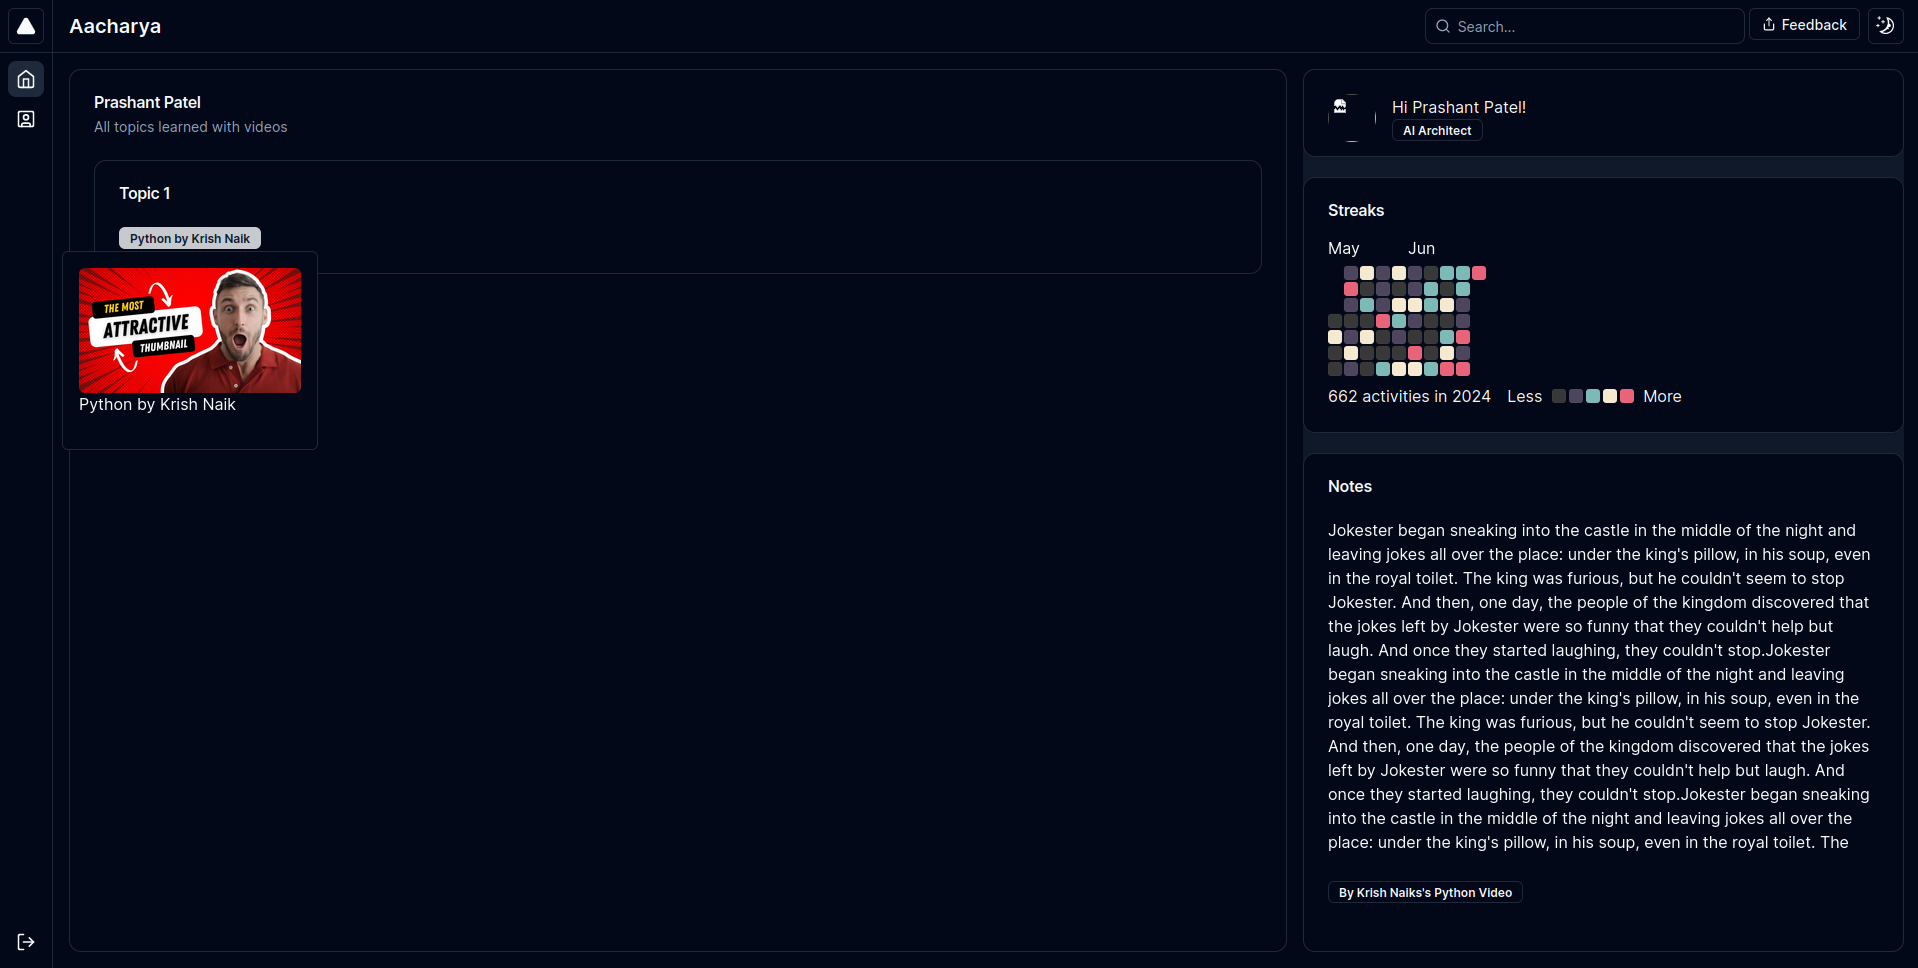 Aacharya
Search...
Feedback
Prashant Patel
All topics learned with videos
Topic 1
Python by Krish Naik
THE MOST
ATTRACTIVE
THUMBNAIL
Python by Krish Naik
Hi Prashant Patel!
AI Architect
Streaks
May Jun
662 activities in 2024 Less More
Notes
Jokester began sneaking into the castle in the middle of the night and
leaving jokes all over the place: under the king's pillow, in his soup, even
in the royal toilet. The king was furious, but he couldn't seem to stop
Jokester. And then, one day, the people of the kingdom discovered that
the jokes left by Jokester were so funny that they couldn't help but
laugh. And once they started laughing, they couldn't stop.Jokester
began sneaking into the castle in the middle of the night and leaving
jokes all over the place: under the king's pillow, in his soup, even in the
royal toilet. The king was furious, but he couldn't seem to stop Jokester.
And then, one day, the people of the kingdom discovered that the jokes
left by Jokester were so funny that they couldn't help but laugh. And
once they started laughing, they couldn't stop.Jokester began sneaking
into the castle in the middle of the night and leaving jokes all over the
place: under the king's pillow, in his soup, even in the royal toilet. The
By Krish Naiks's Python Video